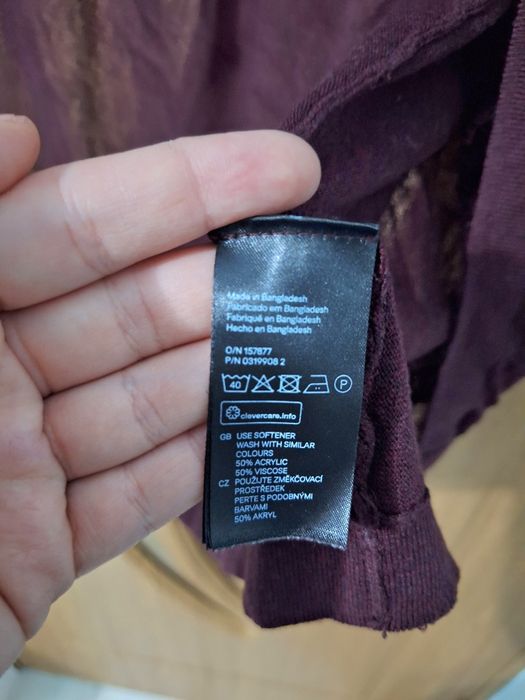 Made in Bangladesh
Fabricado em Bangladesh
Fabriqué en Bangladesh
Hecho en Bangladesh
O/N 157877
P/N 0319908 2
40 P
clevercare.info
GB USE SOFTENER
WASH WITH SIMILAR
COLOURS
50% ACRYLIC
50% VISCOSE
CZ POUŽIJTE ZMĚKČOVACÍ
PROSTŘEDEK
PERTE S PODOBNÝMI
BARVAMI
50% AKRYL